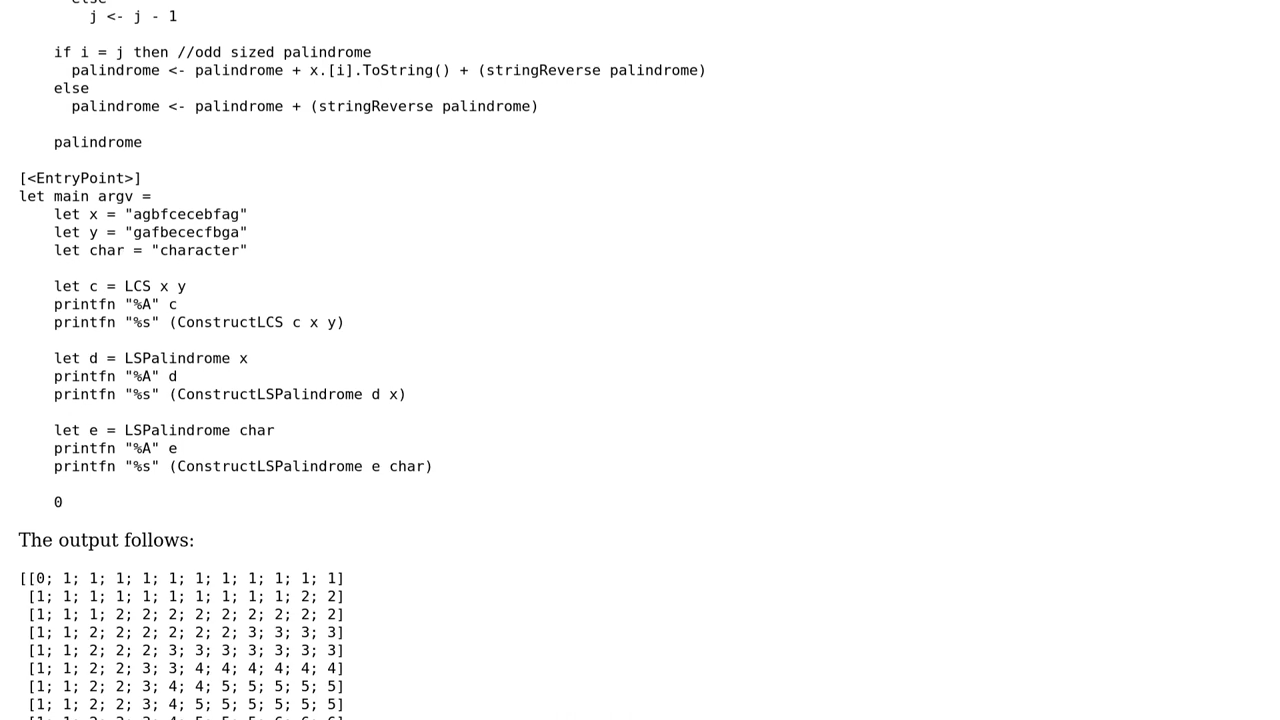 else
j <- j - 1
if i = j then //odd sized palindrome
palindrome <- palindrome + x.[i].ToString() + (stringReverse palindrome)
else
palindrome <- palindrome + (stringReverse palindrome)
palindrome
[<EntryPoint>]
let main argv =
let x = "agbfcecebfag"
let y = "gafbececfbga"
let char = "character"
let c = LCS x y
printfn "%A" c
printfn "%s" (ConstructLCS c x y)
let d = LSPalindrome x
printfn "%A" d
printfn "%s" (ConstructLSPalindrome d x)
let e = LSPalindrome char
printfn "%A" e
printfn "%s" (ConstructLSPalindrome e char)
0
The output follows:
[[0; 1; 1; 1; 1; 1; 1; 1; 1; 1; 1; 1]
[1; 1; 1; 1; 1; 1; 1; 1; 1; 1; 2; 2]
[1; 1; 1; 2; 2; 2; 2; 2; 2; 2; 2; 2]
[1; 1; 2; 2; 2; 2; 2; 2; 3; 3; 3; 3]
[1; 1; 2; 2; 2; 3; 3; 3; 3; 3; 3; 3]
[1; 1; 2; 2; 3; 3; 4; 4; 4; 4; 4; 4]
[1; 1; 2; 2; 3; 4; 4; 5; 5; 5; 5; 5]
[1; 1; 2; 2; 3; 4; 5; 5; 5; 5; 5; 5]